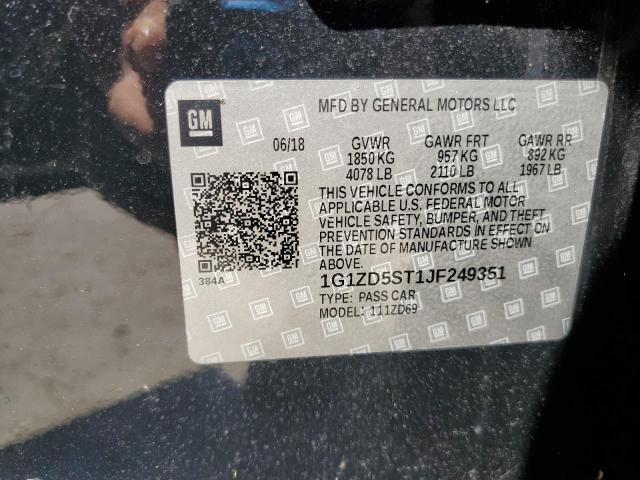 GM
MFD BY GENERAL MOTORS LLC
06/18 GVWR GAWR FRT GAWR RR
1850 KG 957 KG 892 KG
4078 LB 2110 LB 1967 LB
THIS VEHICLE CONFORMS TO ALL
APPLICABLE U.S. FEDERAL MOTOR
VEHICLE SAFETY, BUMPER, AND THEFT
PREVENTION STANDARDS IN EFFECT ON
THE DATE OF MANUFACTURE SHOWN
ABOVE.
384A
1G1ZD5ST1JF249351
TYPE: PASS CAR
MODEL: 111ZD69